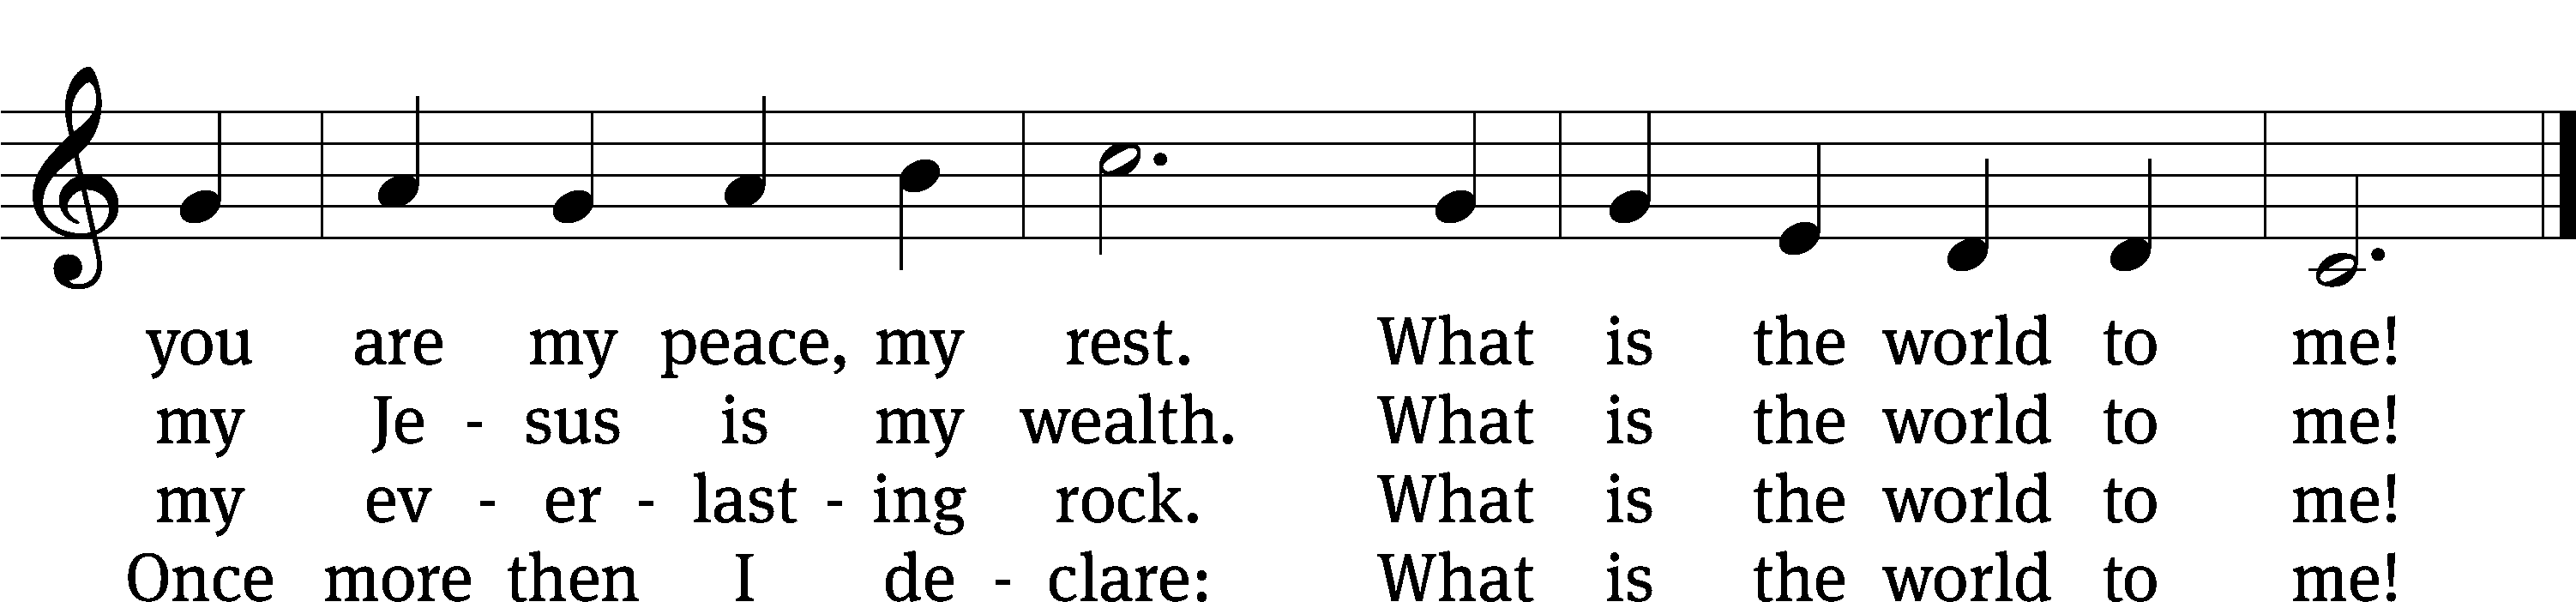 you are my peace, my rest. What is the world to me!
my Je - sus is my wealth. What is the world to me!
my ev - er - last - ing rock. What is the world to me!
Once more then I de - clare: What is the world to me!